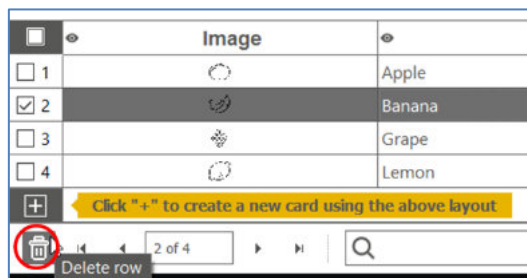 Image
1 Apple
2 Banana
3 Grape
4 Lemon
Click "+" to create a new card using the above layout
2 of 4
Delete row